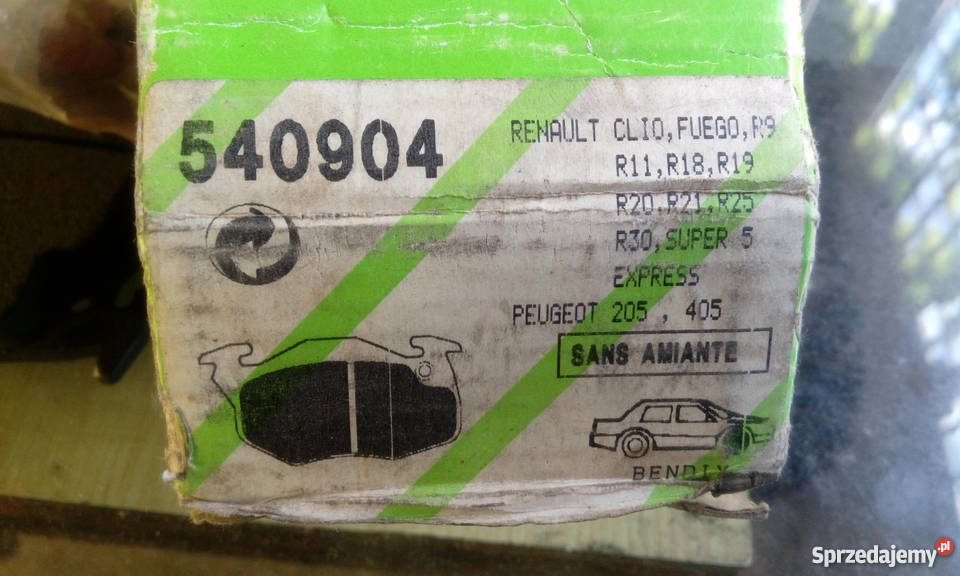 540904
RENAULT CLIO, FUEGO, R9
R11, R18, R19
R20, R21, R25
R30, SUPER 5
EXPRESS
PEUGEOT 205 , 405
SANS AMIANTE
BENDIX
Sprzedajemy.pl